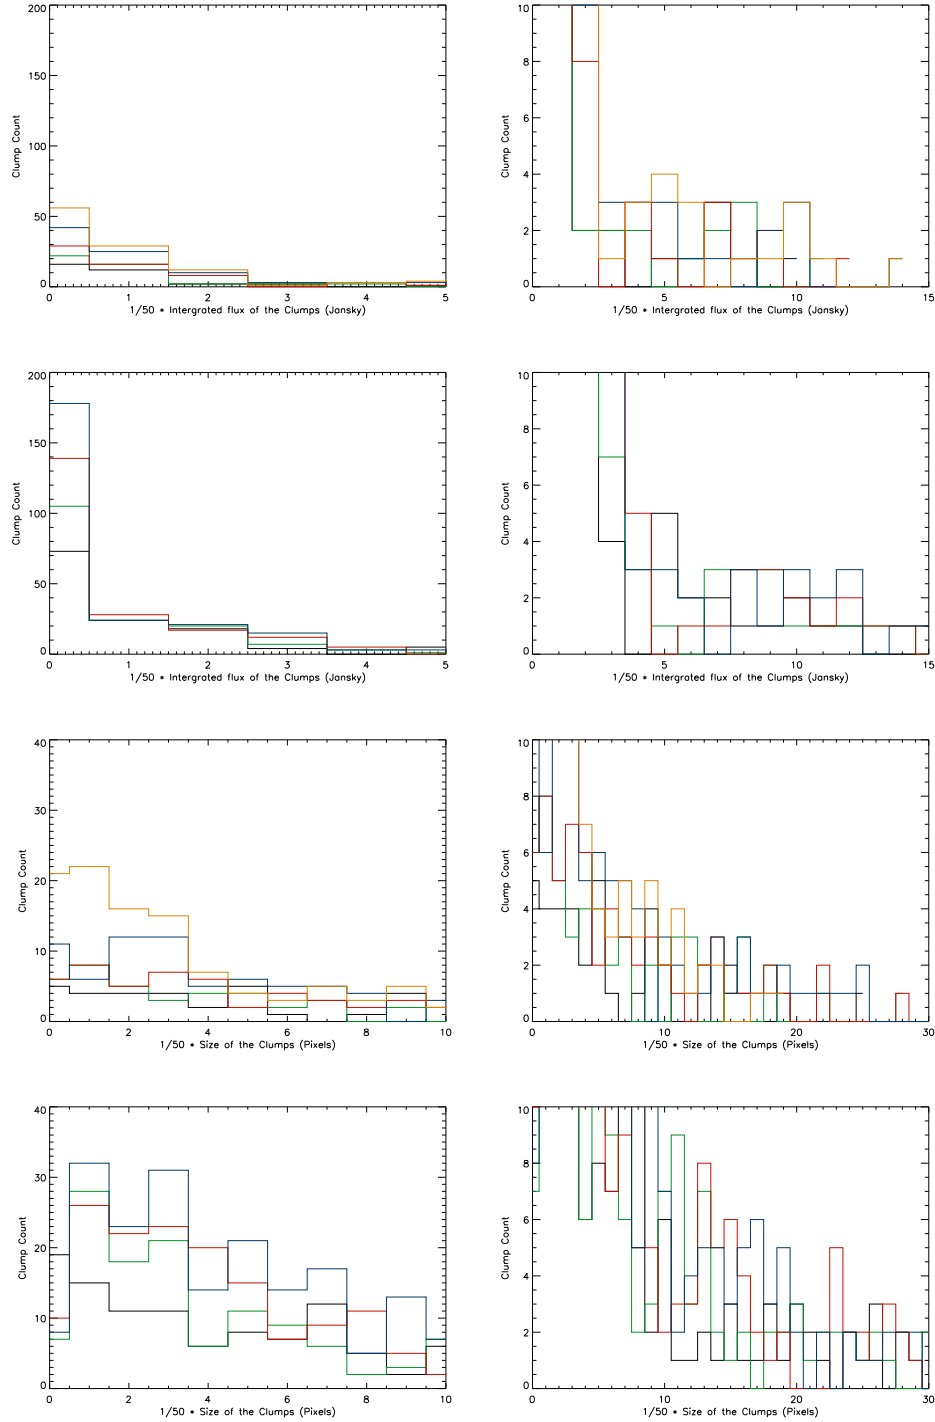 200
150
100
50
0
Clump Count
0 1 2 3 4 5
1/50 * Intergrated flux of the Clumps (Jansky)
10
8
6
4
2
0
Clump Count
0 5 10 15
1/50 * Intergrated flux of the Clumps (Jansky)
200
150
100
50
0
Clump Count
0 1 2 3 4 5
1/50 * Intergrated flux of the Clumps (Jansky)
10
8
6
4
2
0
Clump Count
0 5 10 15
1/50 * Intergrated flux of the Clumps (Jansky)
40
30
20
10
0
Clump Count
0 2 4 6 8 10
1/50 * Size of the Clumps (Pixels)
10
8
6
4
2
0
Clump Count
0 10 20 30
1/50 * Size of the Clumps (Pixels)
40
30
20
10
0
Clump Count
0 2 4 6 8 10
1/50 * Size of the Clumps (Pixels)
10
8
6
4
2
0
Clump Count
0 10 20 30
1/50 * Size of the Clumps (Pixels)